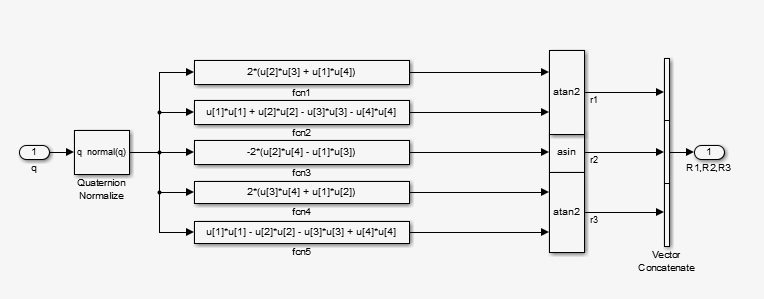 1
q
q normal(q)
Quaternion
Normalize
2*(u[2]*u[3] + u[1]*u[4])
fcn1
u[1]*u[1] + u[2]*u[2] - u[3]*u[3] - u[4]*u[4]
fcn2
-2*(u[2]*u[4] - u[1]*u[3])
fcn3
2*(u[3]*u[4] + u[1]*u[2])
fcn4
u[1]*u[1] - u[2]*u[2] - u[3]*u[3] + u[4]*u[4]
fcn5
atan2
r1
asin
r2
atan2
r3
Vector
Concatenate
1
R1,R2,R3